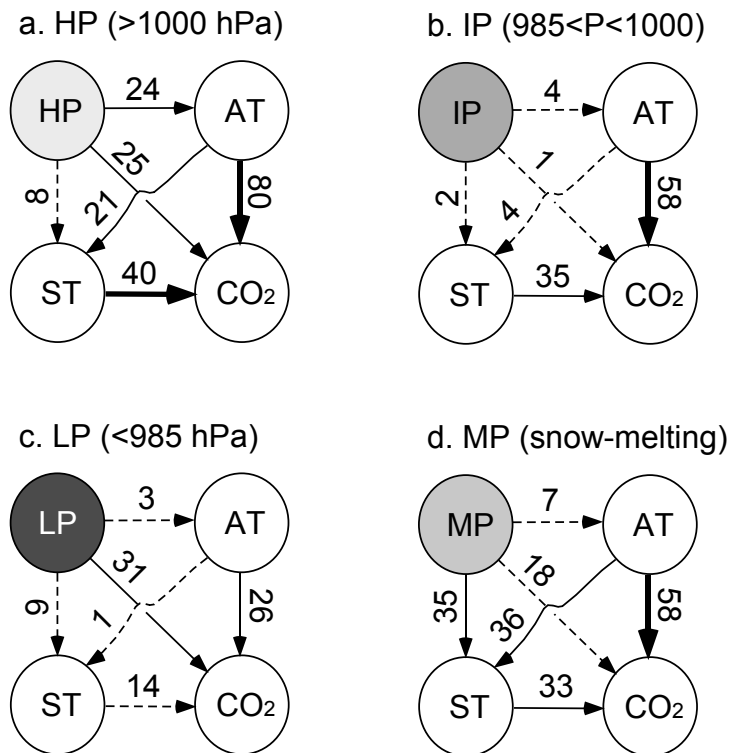 a. HP (>1000 hPa)
HP
24
AT
25
8
21
80
ST
40
CO2
b. IP (985<P<1000)
IP
4
AT
1
2
4
58
ST
35
CO2
c. LP (<985 hPa)
LP
3
AT
31
6
1
26
ST
14
CO2
d. MP (snow-melting)
MP
7
AT
18
35
36
58
ST
33
CO2